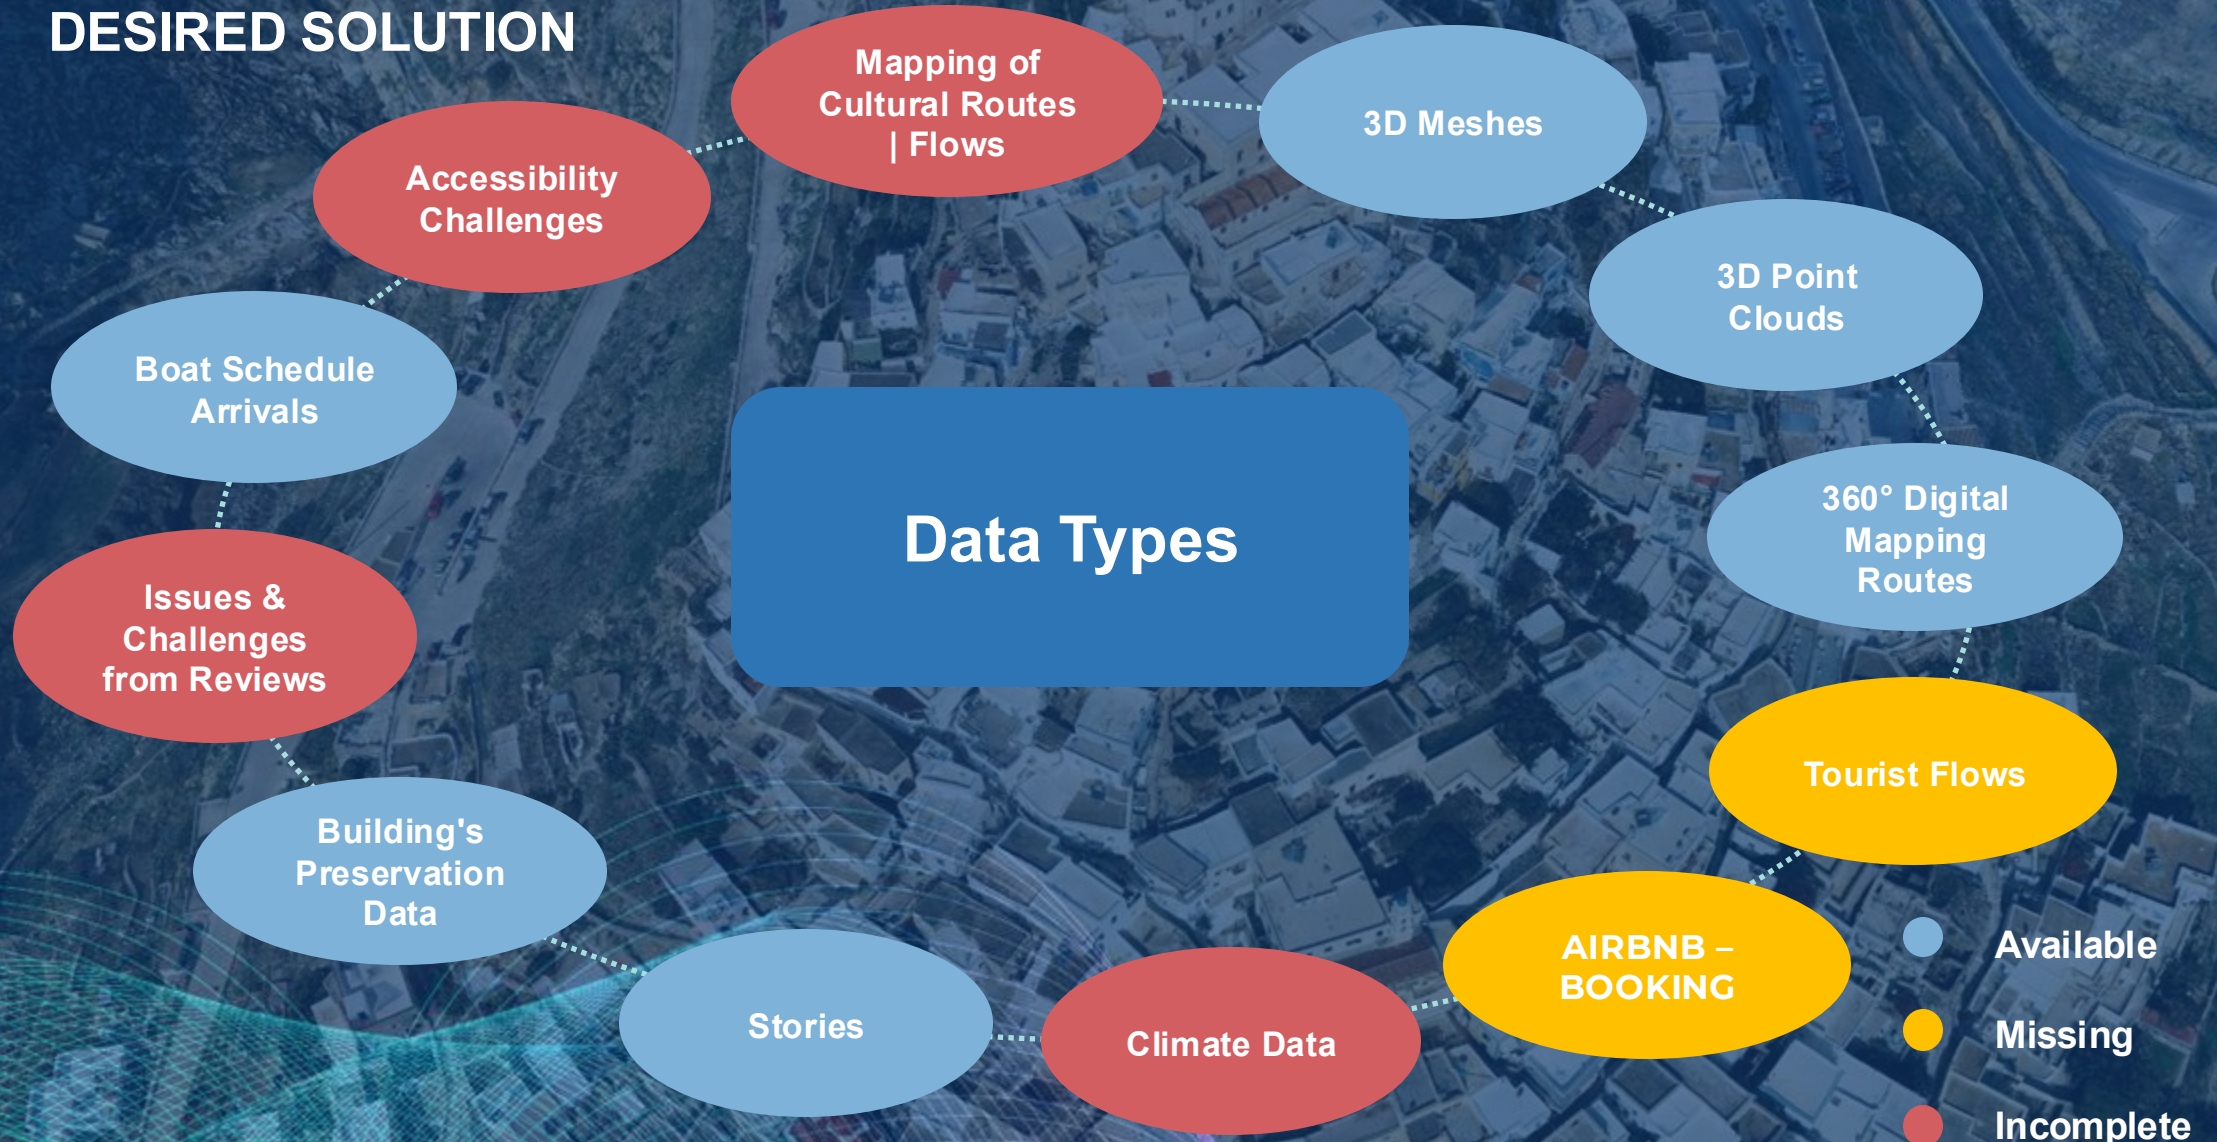 DESIRED SOLUTION
Mapping of
Cultural Routes
| Flows
3D Meshes
Accessibility
Challenges
3D Point
Clouds
Boat Schedule
Arrivals
360° Digital
Mapping
Routes
Data Types
Issues &
Challenges
from Reviews
Tourist Flows
Building's
Preservation
Data
AIRBNB –
BOOKING
Stories
Climate Data
Available
Missing
Incomplete